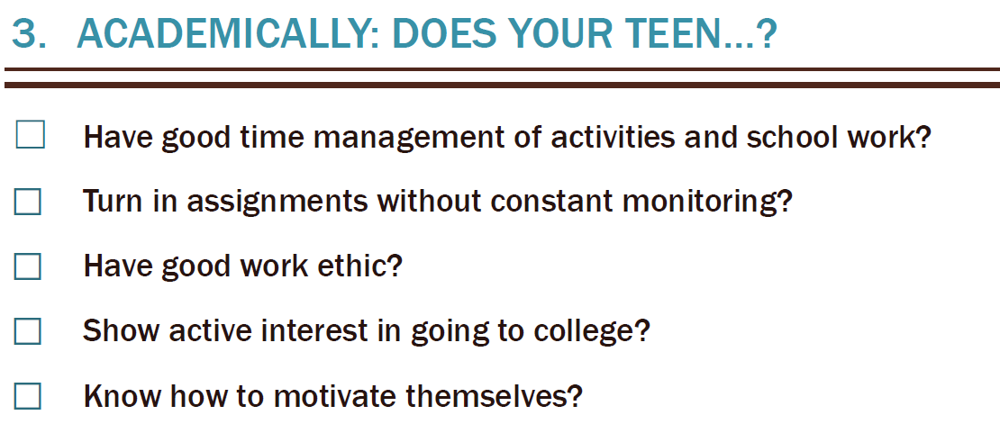 3. ACADEMICALLY: DOES YOUR TEEN...?
Have good time management of activities and school work?
Turn in assignments without constant monitoring?
Have good work ethic?
Show active interest in going to college?
Know how to motivate themselves?